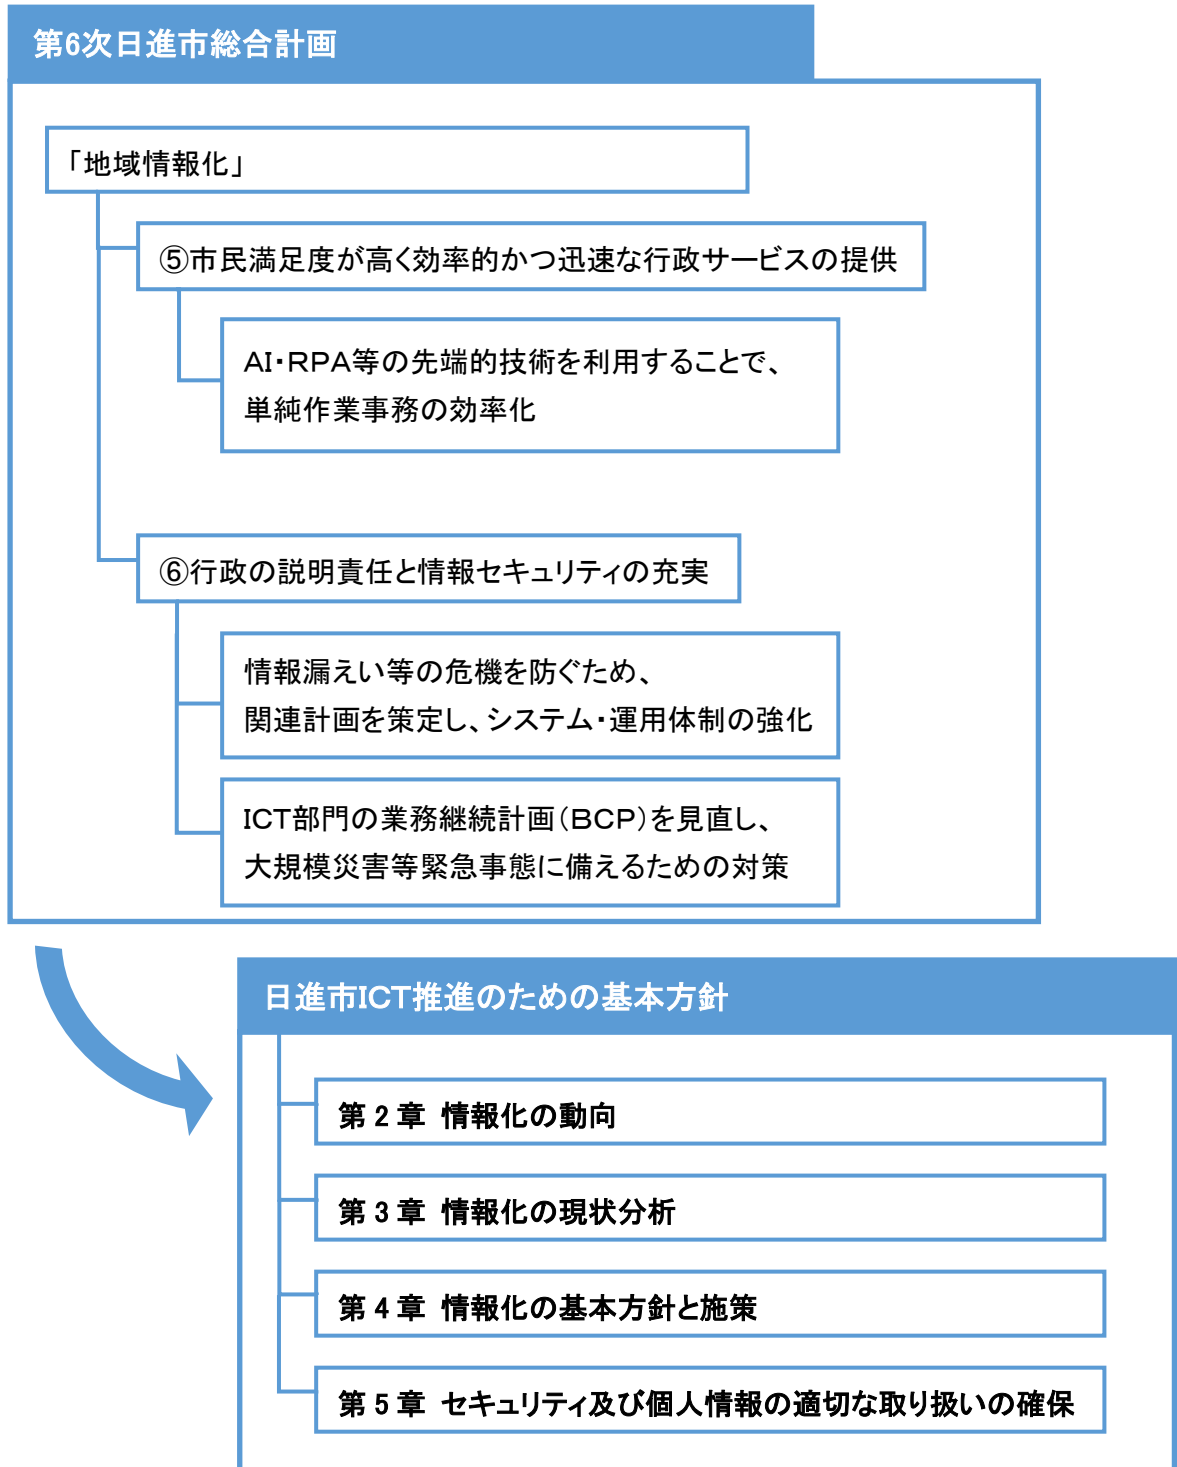 第6次日進市総合計画
「地域情報化」
⑤市民満足度が高く効率的かつ迅速な行政サービスの提供
AI・RPA等の先端的技術を利用することで、
単純作業事務の効率化
⑥行政の説明責任と情報セキュリティの充実
情報漏えい等の危機を防ぐため、
関連計画を策定し、システム・運用体制の強化
ICT部門の業務継続計画（BCP）を見直し、
大規模災害等緊急事態に備えるための対策
日進市ICT推進のための基本方針
第２章 情報化の動向
第３章 情報化の現状分析
第４章 情報化の基本方針と施策
第５章 セキュリティ及び個人情報の適切な取り扱いの確保